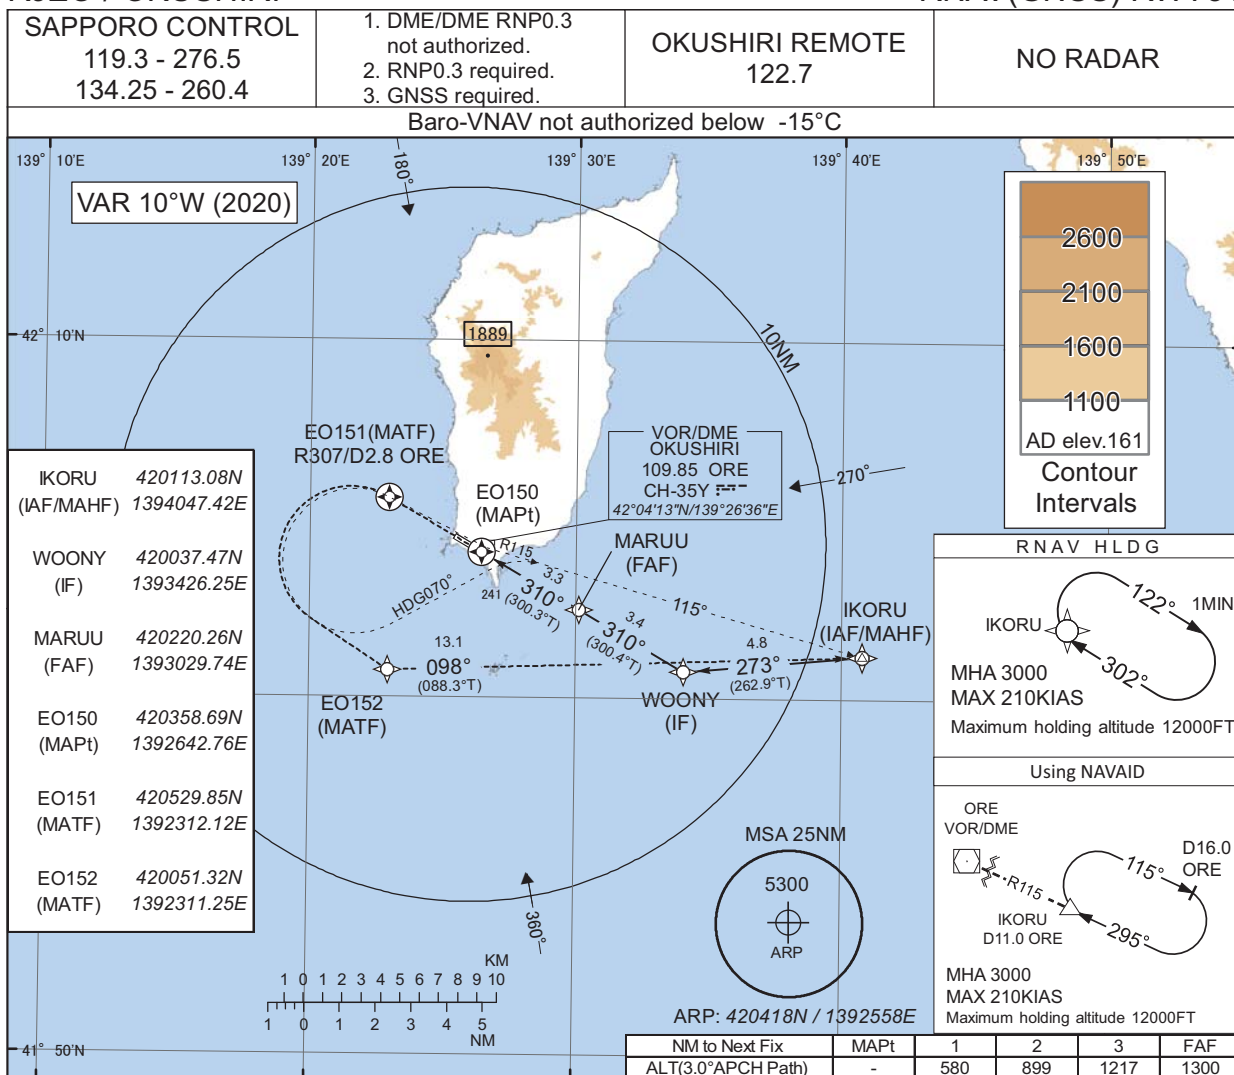 SAPPORO CONTROL
119.3 - 276.5
134.25 - 260.4
1. DME/DME RNP0.3
not authorized.
2. RNP0.3 required.
3. GNSS required.
OKUSHIRI REMOTE
122.7
NO RADAR
Baro-VNAV not authorized below -15°C
139° 10'E
139° 20'E
139° 30'E
139° 40'E
139° 50'E
VAR 10°W (2020)
180°
10NM
42° 10'N
1889
2600
2100
1600
1100
AD elev.161
Contour
Intervals
EO151(MATF)
R307/D2.8 ORE
EO150
(MAPt)
VOR/DME
OKUSHIRI
109.85 ORE
CH-35Y
42°04'13"N/139°26'36"E
270°
MARUU
(FAF)
R115
3.3
310°
(300.3°T)
241
HDG070°
115°
3.4
310°
(300.4°T)
IKORU
(IAF/MAHF)
4.8
273°
(262.9°T)
13.1
098°
(088.3°T)
EO152
(MATF)
WOONY
(IF)
360°
IKORU
(IAF/MAHF)
420113.08N
1394047.42E
WOONY
(IF)
420037.47N
1393426.25E
MARUU
(FAF)
420220.26N
1393029.74E
EO150
(MAPt)
420358.69N
1392642.76E
EO151
(MATF)
420529.85N
1392312.12E
EO152
(MATF)
420051.32N
1392311.25E
RNAV HLDG
122°
1MIN
IKORU
302°
MHA 3000
MAX 210KIAS
Maximum holding altitude 12000FT
Using NAVAID
ORE
VOR/DME
D16.0
ORE
115°
R115
IKORU
D11.0 ORE
295°
MHA 3000
MAX 210KIAS
Maximum holding altitude 12000FT
MSA 25NM
5300
ARP
ARP: 420418N / 1392558E
KM
1 0 1 2 3 4 5 6 7 8 9 10
1 0 1 2 3 4 5
NM
41° 50'N
NM to Next Fix MAPt 1 2 3 FAF
ALT(3.0°APCH Path) - 580 899 1217 1300